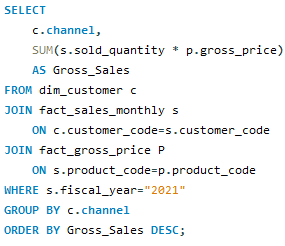 SELECT
c.channel,
SUM(s.sold_quantity * p.gross_price)
AS Gross_Sales
FROM dim_customer c
JOIN fact_sales_monthly s
ON c.customer_code=s.customer_code
JOIN fact_gross_price P
ON s.product_code=p.product_code
WHERE s.fiscal_year="2021"
GROUP BY c.channel
ORDER BY Gross_Sales DESC;